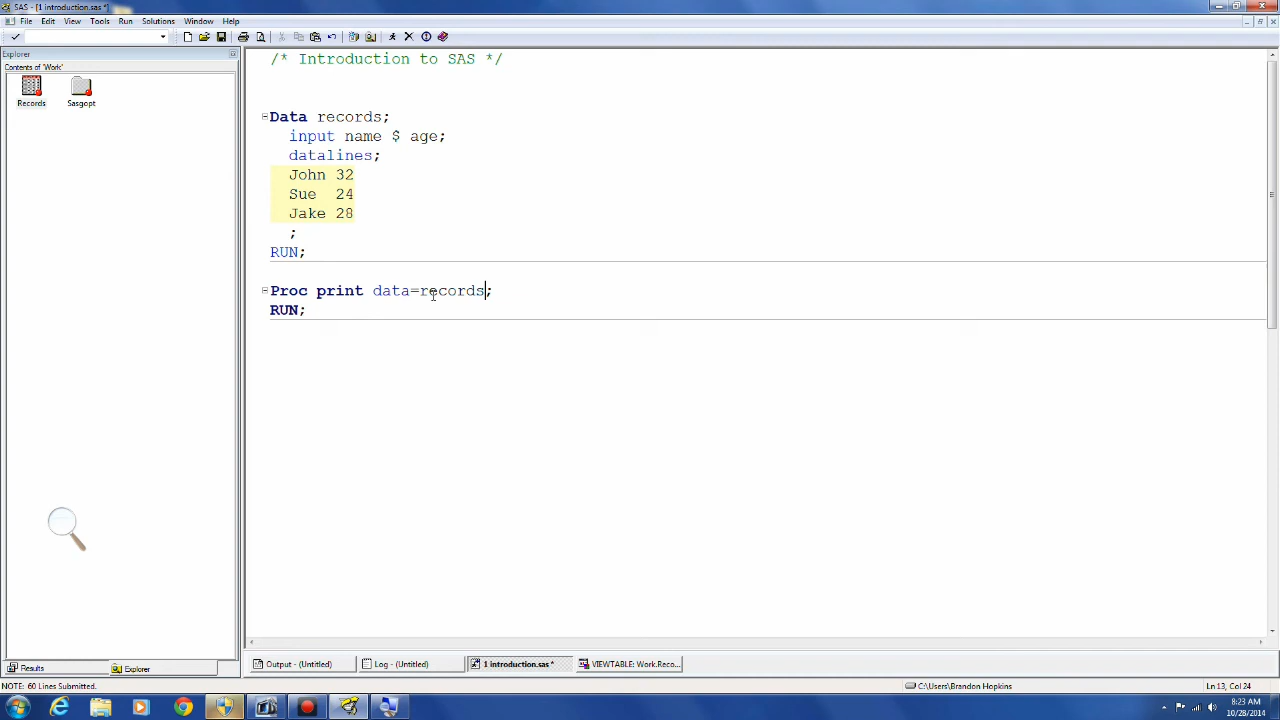 SAS - [1 introduction.sas *]
File Edit View Tools Run Solutions Window Help
Explorer
Contents of 'Work'
Records Sasgopt
/* Introduction to SAS */
Data records;
input name $ age;
datalines;
John 32
Sue 24
Jake 28
;
RUN;
Proc print data=records;
RUN;
Results Explorer
Output - (Untitled) Log - (Untitled) 1 introduction.sas * VIEWTABLE: Work.Reco...
NOTE: 60 Lines Submitted. C:\Users\Brandon Hopkins Ln 13, Col 24
8:23 AM
10/28/2014